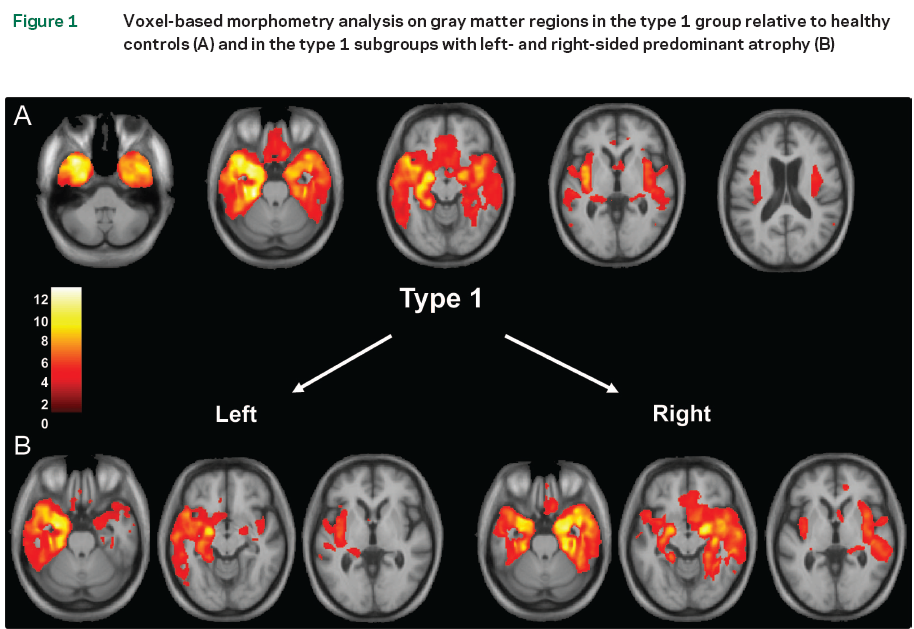 Figure 1
Voxel-based morphometry analysis on gray matter regions in the type 1 group relative to healthy
controls (A) and in the type 1 subgroups with left- and right-sided predominant atrophy (B)
A
12
10
8
6
4
2
0
Type 1
Left
Right
B